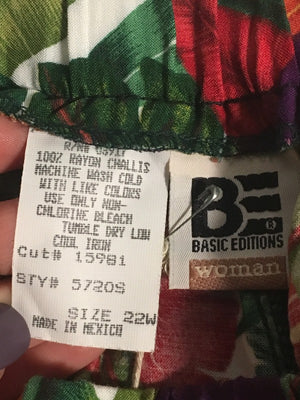 100% RAYON CHALLIS
MACHINE WASH COLD
WITH LIKE COLORS
USE ONLY NON-
CHLORINE BLEACH
TUMBLE DRY LOW
COOL IRON
Cut# 15981
STY# 5720S
SIZE 22W
MADE IN MEXICO
BE
BASIC EDITIONS
woman